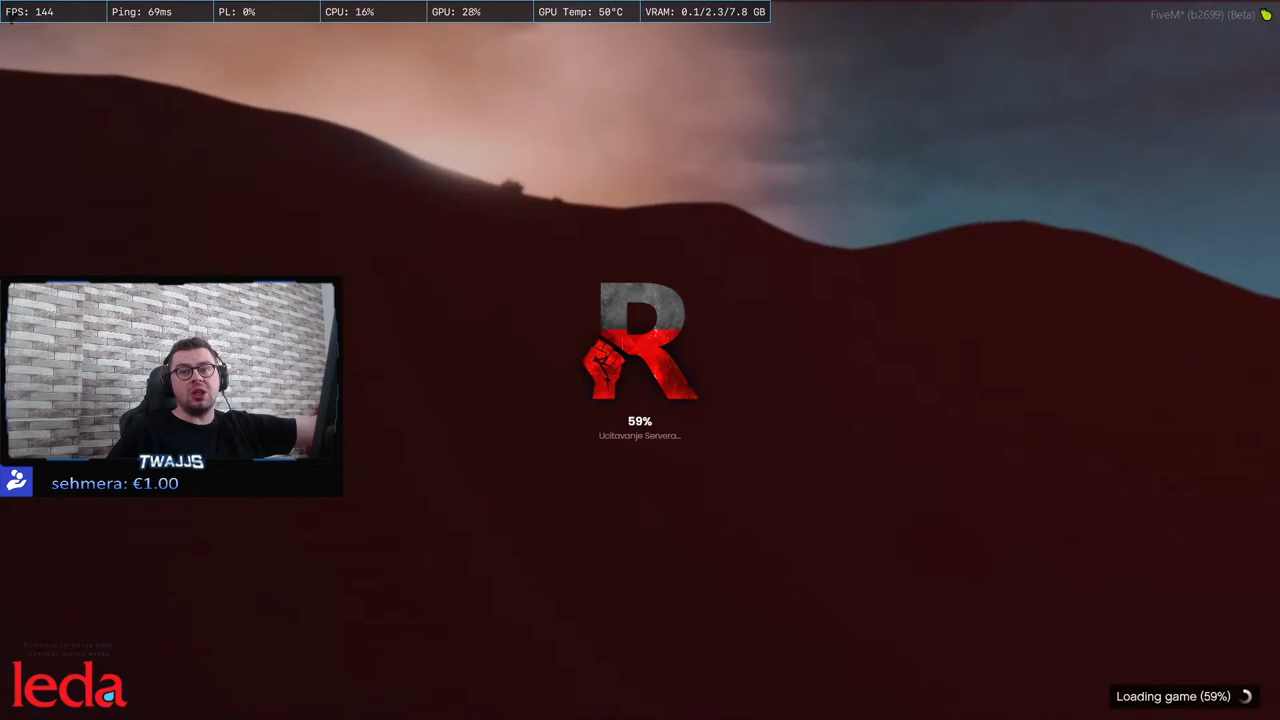 FPS: 144 Ping: 69ms PL: 0% CPU: 16% GPU: 28% GPU Temp: 50°C VRAM: 0.1/2.3/7.8 GB
FiveM* (b2699) (Beta)
R
59%
Ucitavanje Servera...
TWAJJS
sehmera: €1.00
leda
Loading game (59%)